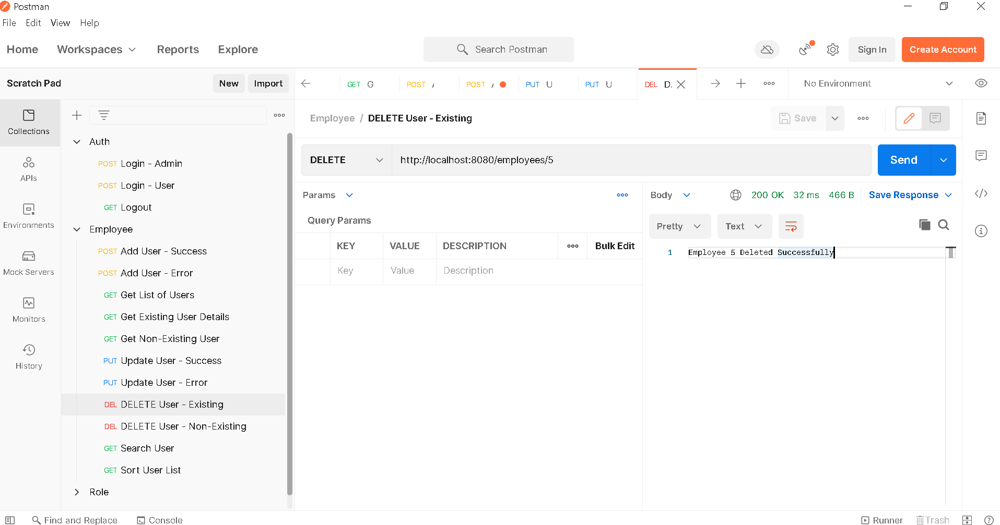 Postman
File Edit View Help
Home Workspaces Reports Explore Search Postman Sign In Create Account
Scratch Pad New Import GET G POST POST PUT U PUT U DEL D. No Environment
Collections
APIs
Environments
Mock Servers
Monitors
History
Auth
POST Login - Admin
POST Login - User
GET Logout
Employee
POST Add User - Success
POST Add User - Error
GET Get List of Users
GET Get Existing User Details
GET Get Non-Existing User
PUT Update User - Success
PUT Update User - Error
DEL DELETE User - Existing
DEL DELETE User - Non-Existing
GET Search User
GET Sort User List
Role
Employee / DELETE User - Existing Save
DELETE http://localhost:8080/employees/5 Send
Params
Query Params
KEY VALUE DESCRIPTION Bulk Edit
Key Value Description
Body 200 OK 32 ms 466 B Save Response
Pretty Text
1 Employee 5 Deleted Successfully
Find and Replace Console Runner Trash